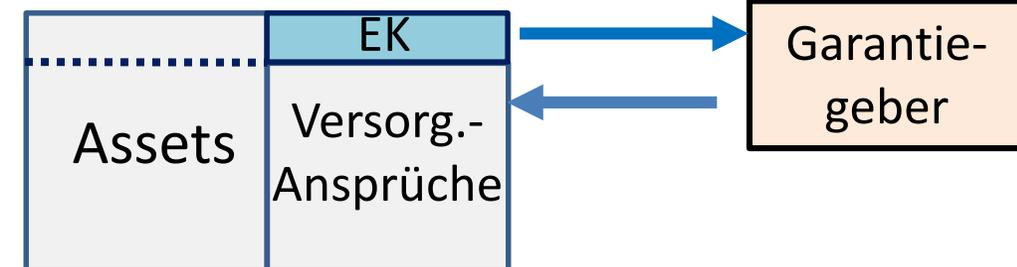 EK
Garantie-
geber
Assets
Versorg.-
Ansprüche